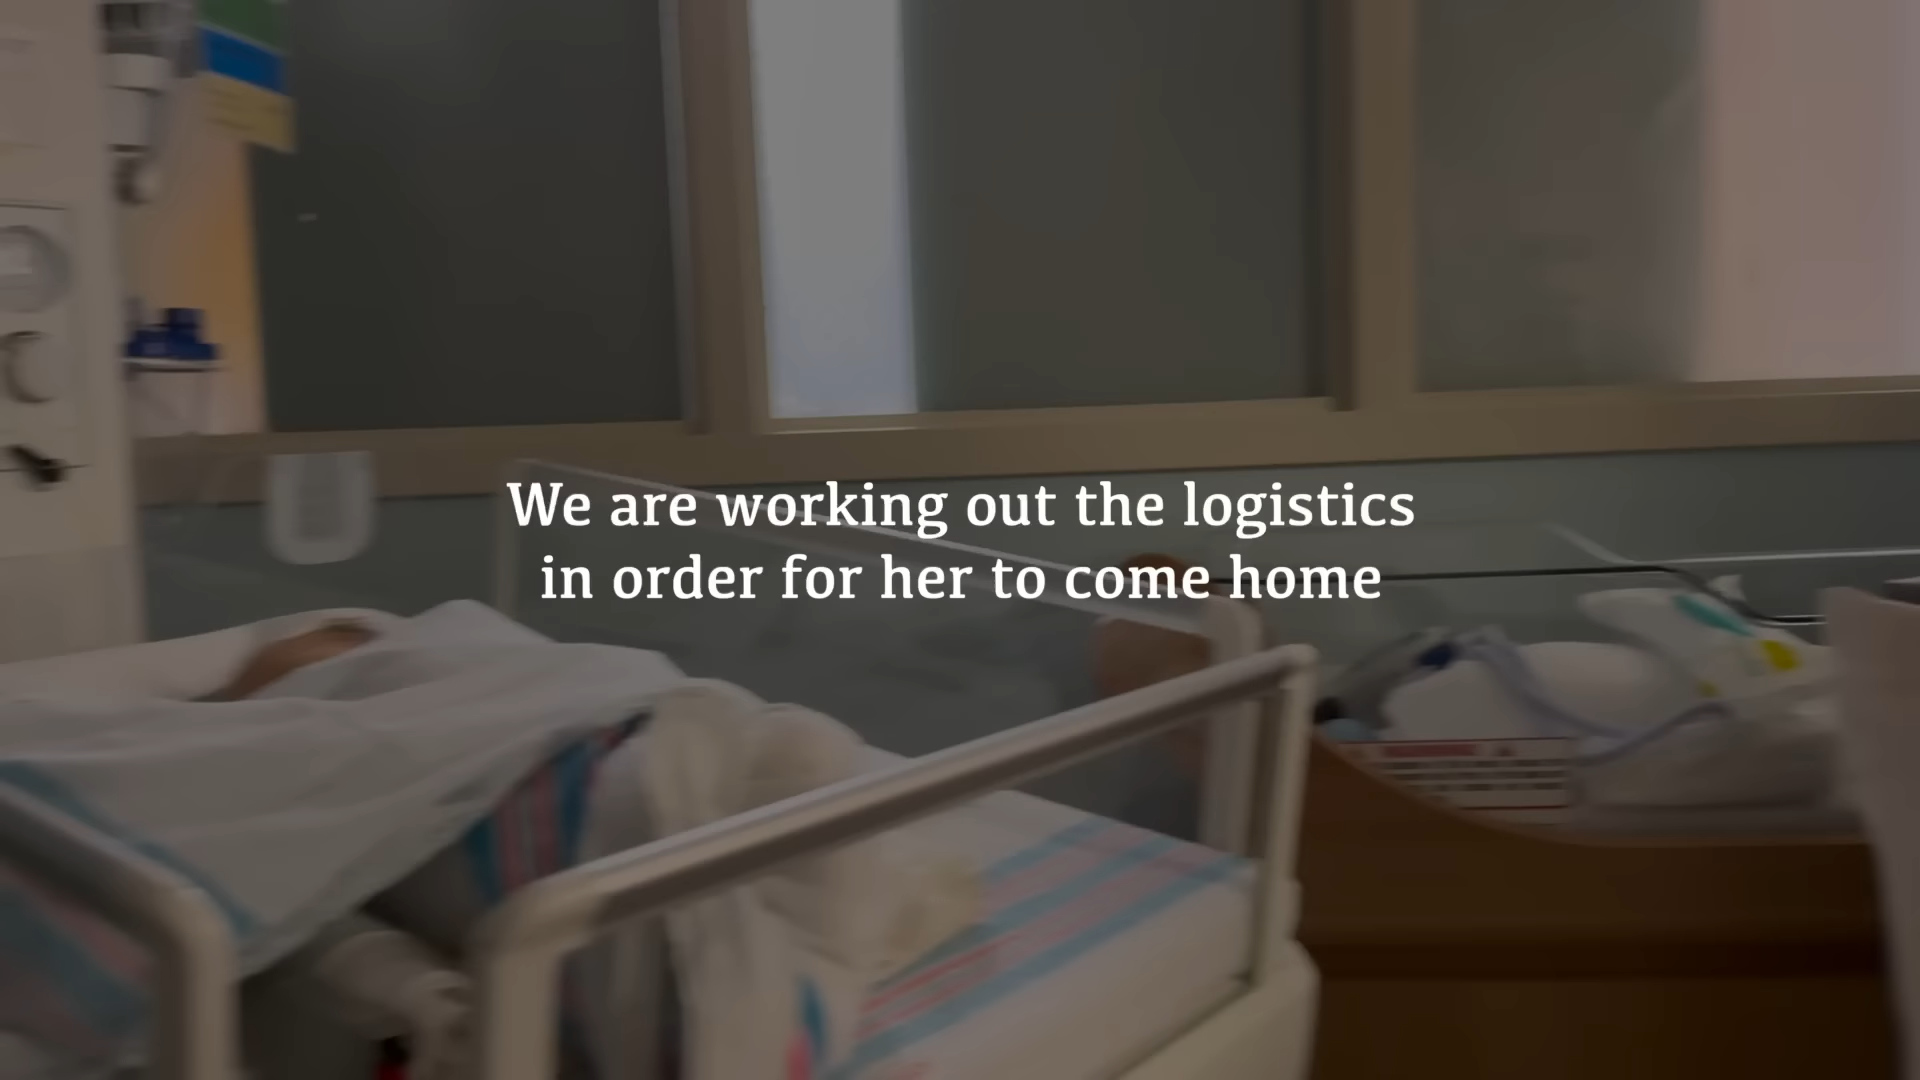 We are working out the logistics
in order for her to come home